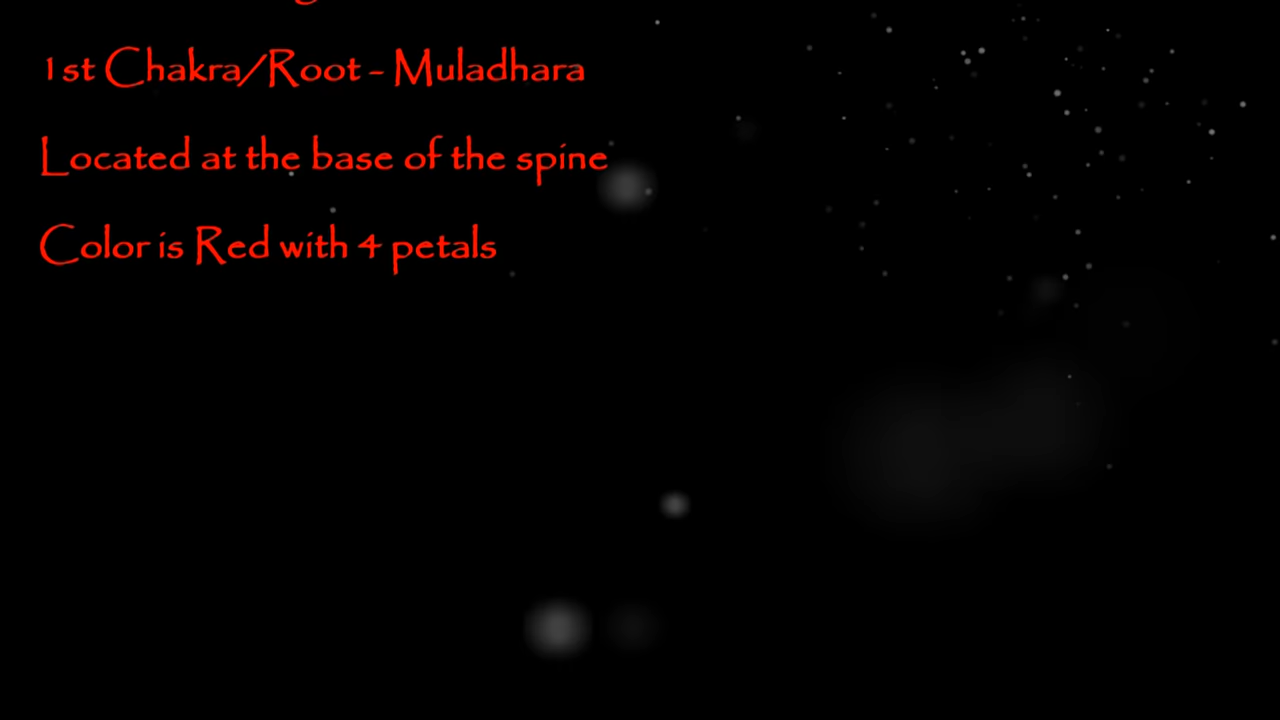 1st Chakra/Root - Muladhara
Located at the base of the spine
Color is Red with 4 petals